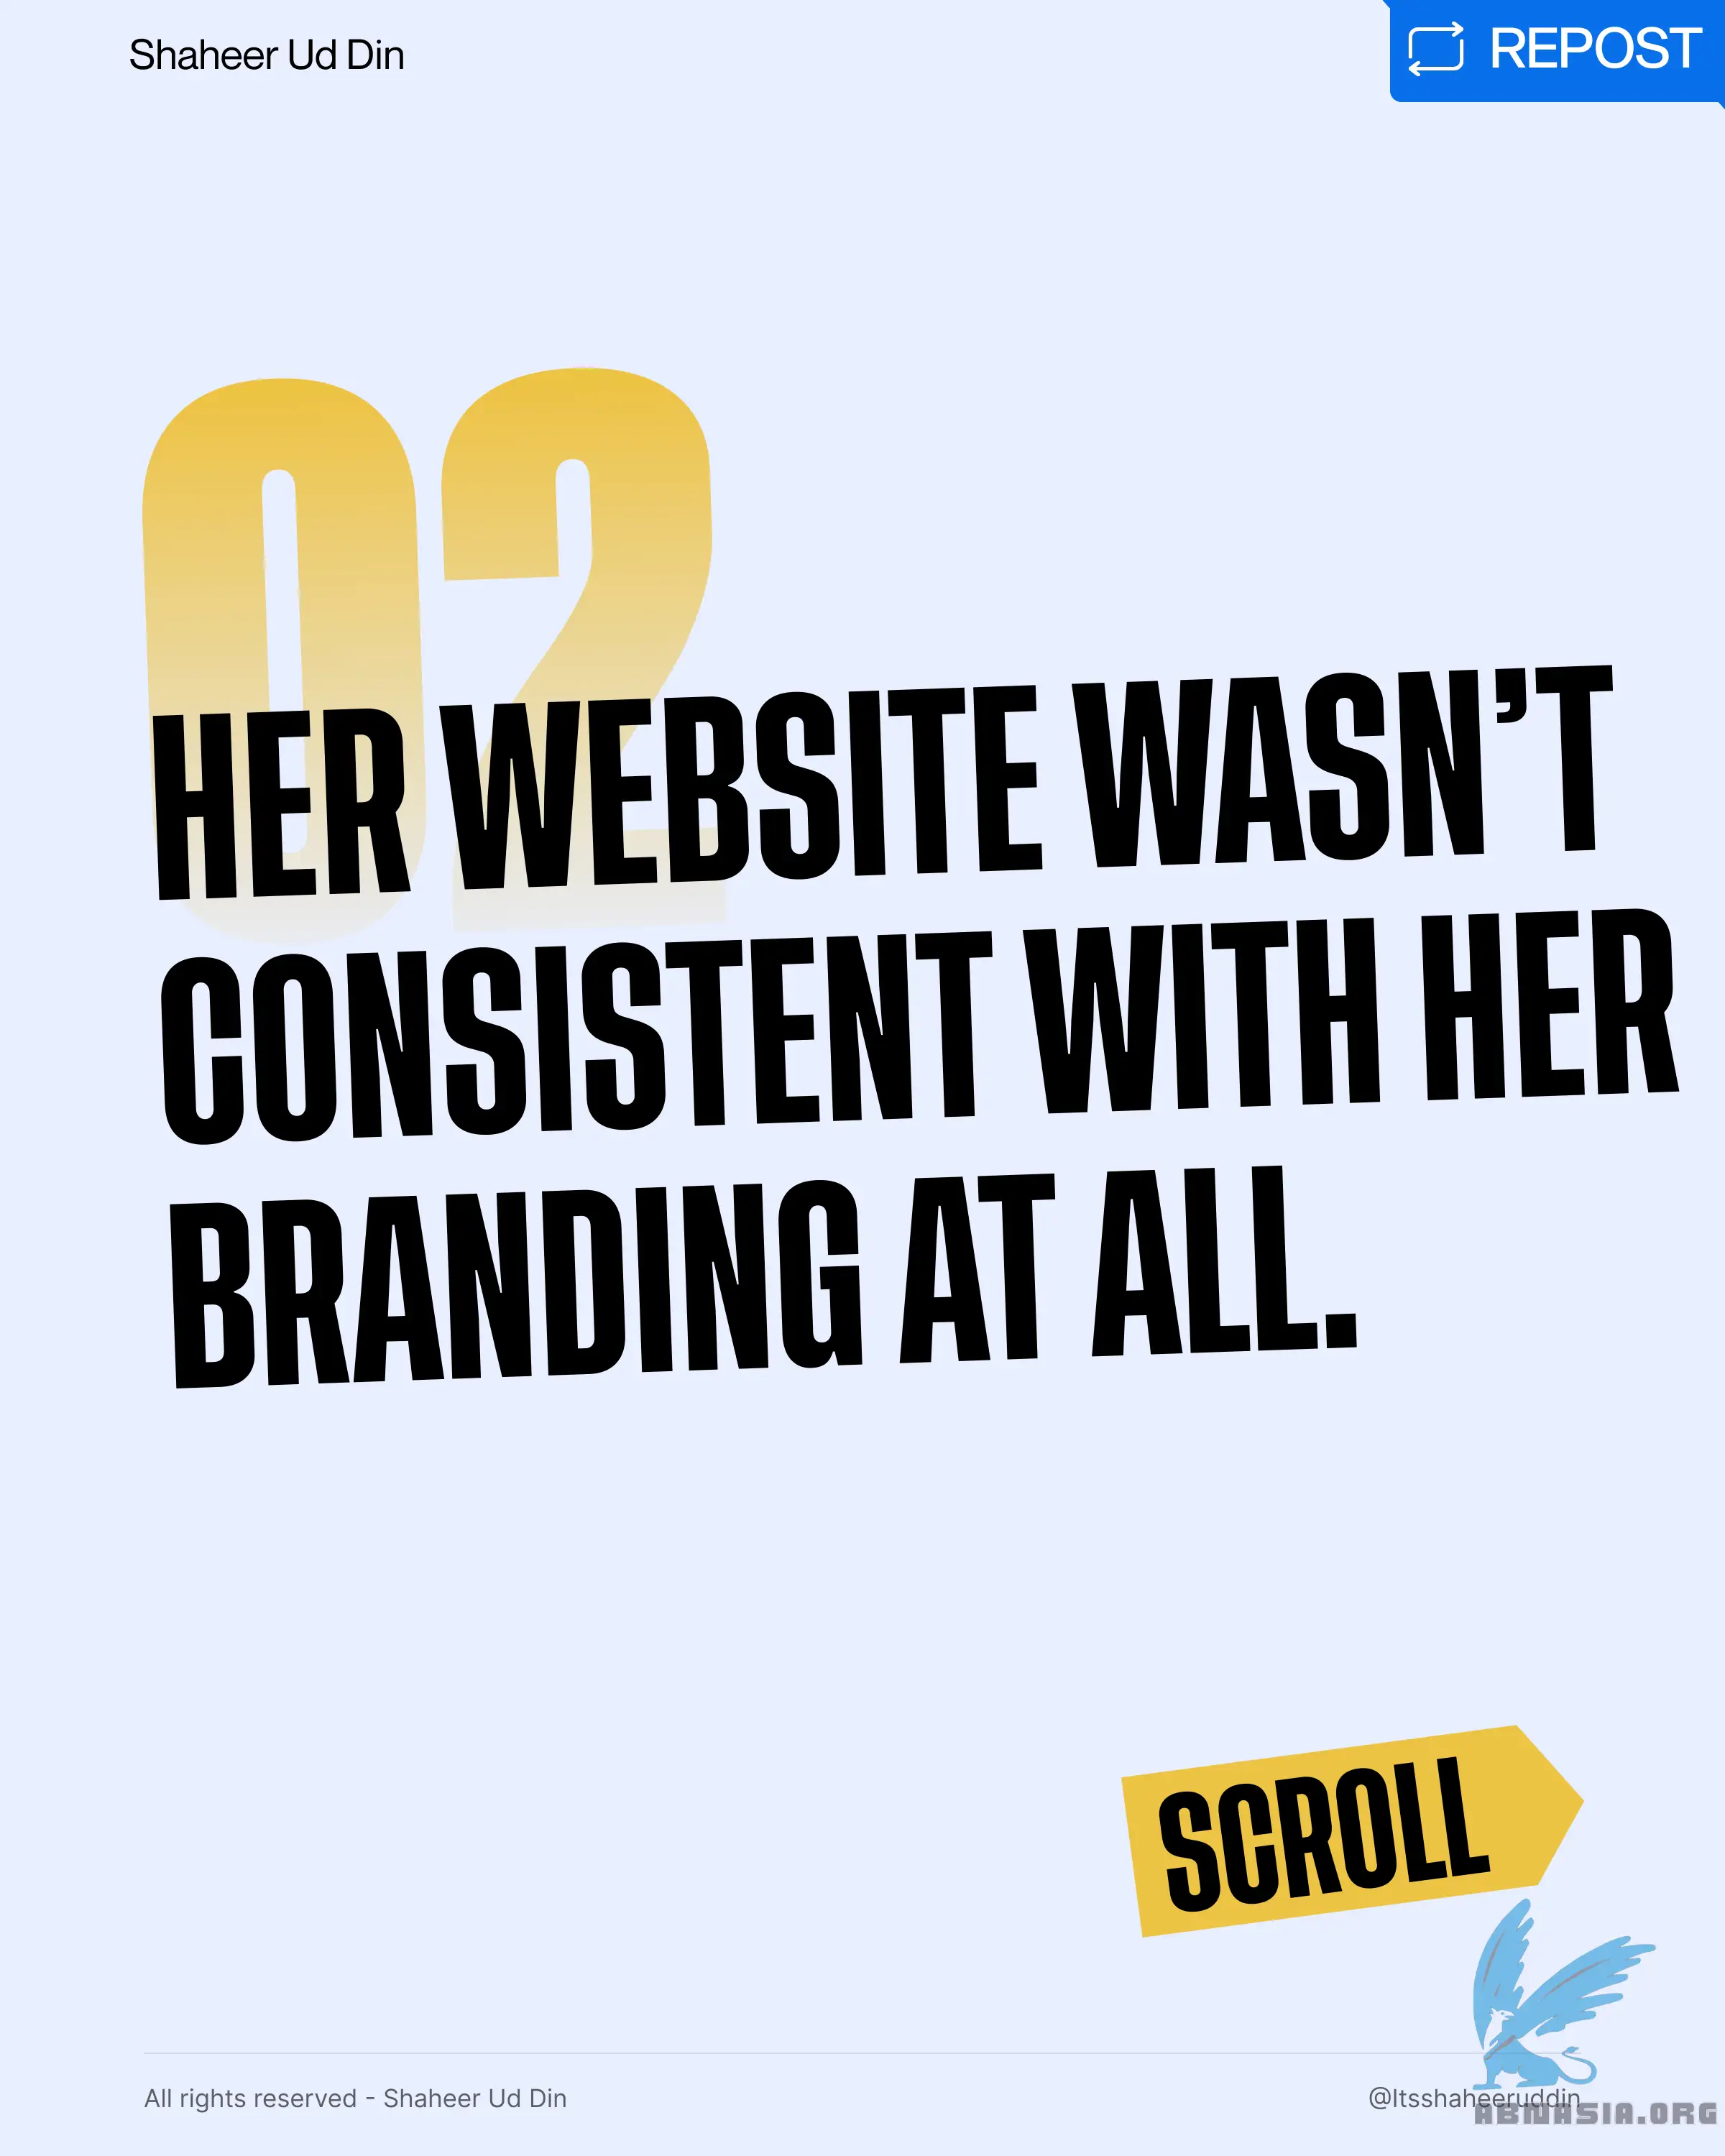 Shaheer Ud Din
REPOST
02
HER WEBSITE WASN’T
CONSISTENT WITH HER
BRANDING AT ALL.
SCROLL
All rights reserved - Shaheer Ud Din
@Itsshaheeruddin
ABNASIA.ORG